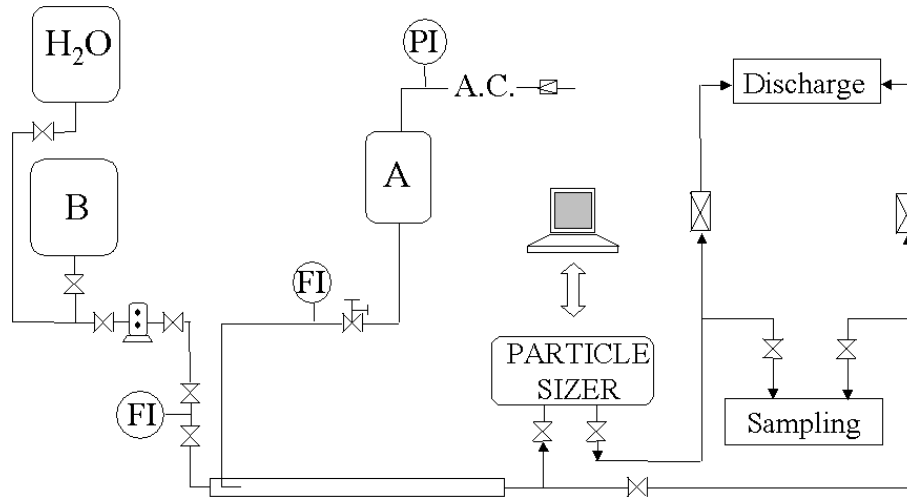 H₂O
PI
A.C.
Discharge
B
A
FI
PARTICLE
SIZER
FI
Sampling